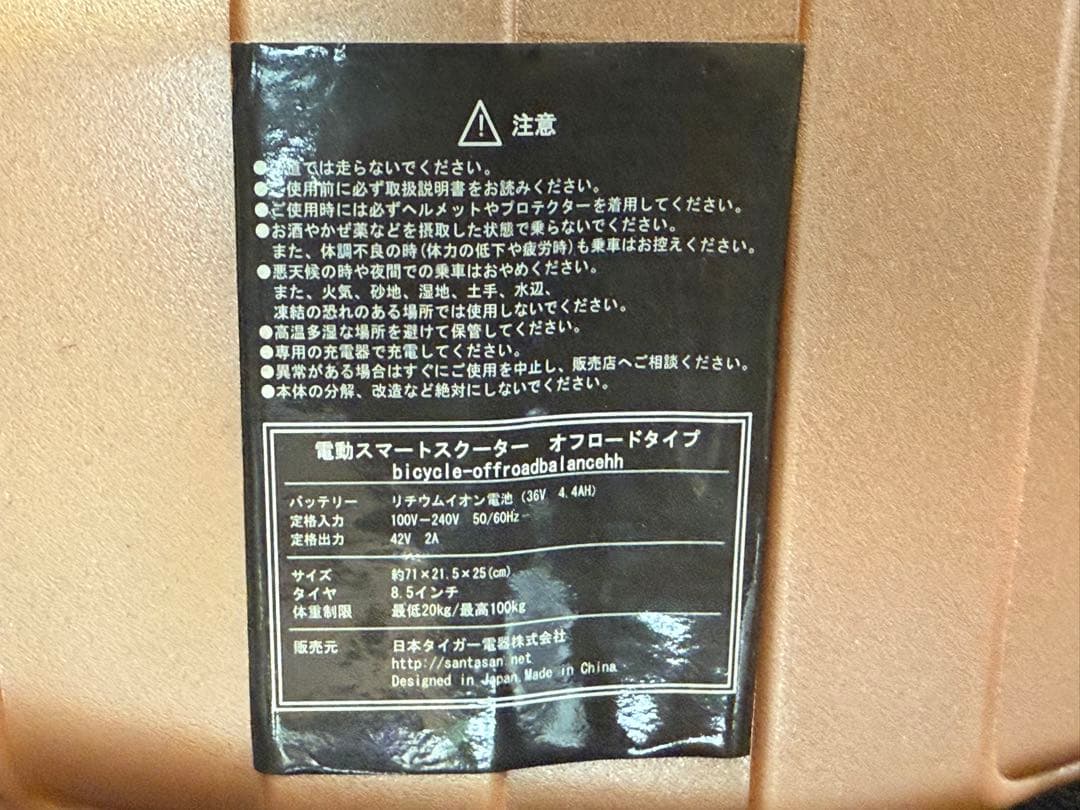 注意
●道では走らないでください。
●ご使用前に必ず取扱説明書をお読みください。
●ご使用時には必ずヘルメットやプロテクターを着用してください。
●お酒やかぜ薬などを摂取した状態で乗らないでください。
また、体調不良の時(体力の低下や疲労時)も乗車はお控えください。
●悪天候の時や夜間での乗車はおやめください。
また、火気、砂地、湿地、土手、水辺、
凍結の恐れのある場所では使用しないでください。
●高温多湿な場所を避けて保管してください。
●専用の充電器で充電してください。
●異常がある場合はすぐにご使用を中止し、販売店へご相談ください。
●本体の分解、改造など絶対にしないでください。
電動スマートスクーター オフロードタイプ
bicycle-offroadbalancehh
バッテリー リチウムイオン電池 (36V 4.4AH)
定格入力 100V-240V 50/60Hz
定格出力 42V 2A
サイズ 約71×21.5×25(cm)
タイヤ 8.5インチ
体重制限 最低20kg/最高100kg
販売元 日本タイガー電器株式会社
http://santasan.net
Designed in Japan Made in China